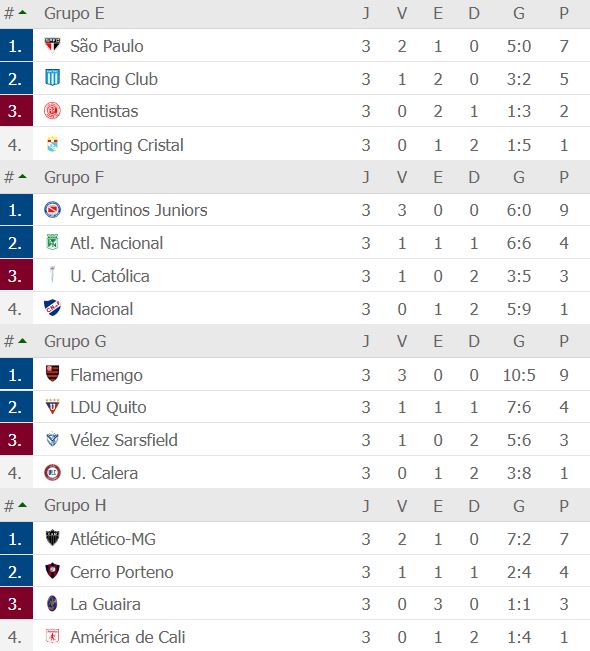 # Grupo E J V E D G P
1. São Paulo 3 2 1 0 5:0 7
2. Racing Club 3 1 2 0 3:2 5
3. Rentistas 3 0 2 1 1:3 2
4. Sporting Cristal 3 0 1 2 1:5 1
# Grupo F J V E D G P
1. Argentinos Juniors 3 3 0 0 6:0 9
2. Atl. Nacional 3 1 1 1 6:6 4
3. U. Católica 3 1 0 2 3:5 3
4. Nacional 3 0 1 2 5:9 1
# Grupo G J V E D G P
1. Flamengo 3 3 0 0 10:5 9
2. LDU Quito 3 1 1 1 7:6 4
3. Vélez Sarsfield 3 1 0 2 5:6 3
4. U. Calera 3 0 1 2 3:8 1
# Grupo H J V E D G P
1. Atlético-MG 3 2 1 0 7:2 7
2. Cerro Porteno 3 1 1 1 2:4 4
3. La Guaira 3 0 3 0 1:1 3
4. América de Cali 3 0 1 2 1:4 1